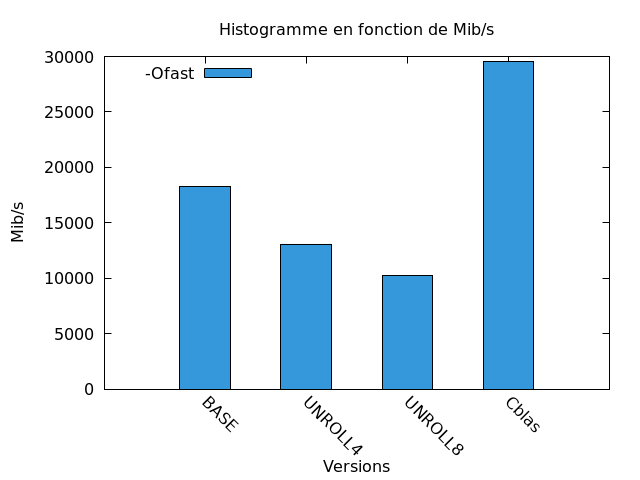 Histogramme en fonction de Mib/s
30000
25000
20000
15000
10000
5000
0
Mib/s
-Ofast
BASE
UNROLL4
UNROLL8
Cblas
Versions